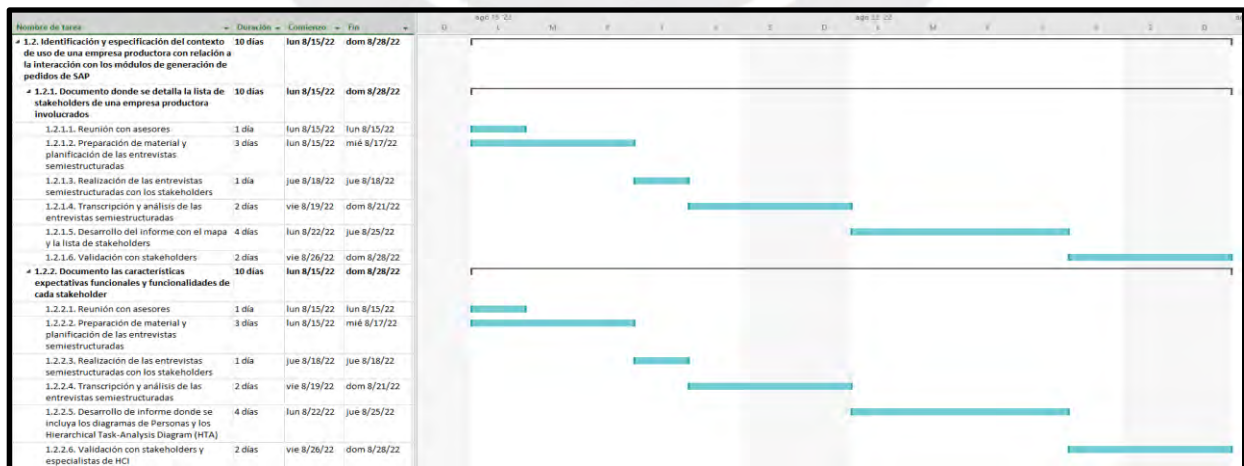 ago 15 '22 ago 22 '22
Nombre de tarea Duración Comienzo Fin D L M M J V S D L M M J V S D
1.2. Identificación y especificación del contexto 10 días lun 8/15/22 dom 8/28/22
de uso de una empresa productora con relación a
la interacción con los módulos de generación de
pedidos de SAP
1.2.1. Documento donde se detalla la lista de 10 días lun 8/15/22 dom 8/28/22
stakeholders de una empresa productora
involucrados
1.2.1.1. Reunión con asesores 1 día lun 8/15/22 lun 8/15/22
1.2.1.2. Preparación de material y 3 días lun 8/15/22 mié 8/17/22
planificación de las entrevistas
semiestructuradas
1.2.1.3. Realización de las entrevistas 1 día jue 8/18/22 jue 8/18/22
semiestructuradas con los stakeholders
1.2.1.4. Transcripción y análisis de las 2 días vie 8/19/22 dom 8/21/22
entrevistas semiestructuradas
1.2.1.5. Desarrollo del informe con el mapa 4 días lun 8/22/22 jue 8/25/22
y la lista de stakeholders
1.2.1.6. Validación con stakeholders 2 días vie 8/26/22 dom 8/28/22
1.2.2. Documento las características 10 días lun 8/15/22 dom 8/28/22
expectativas funcionales y funcionalidades de
cada stakeholder
1.2.2.1. Reunión con asesores 1 día lun 8/15/22 lun 8/15/22
1.2.2.2. Preparación de material y 3 días lun 8/15/22 mié 8/17/22
planificación de las entrevistas
semiestructuradas
1.2.2.3. Realización de las entrevistas 1 día jue 8/18/22 jue 8/18/22
semiestructuradas con los stakeholders
1.2.2.4. Transcripción y análisis de las 2 días vie 8/19/22 dom 8/21/22
entrevistas semiestructuradas
1.2.2.5. Desarrollo de informe donde se 4 días lun 8/22/22 jue 8/25/22
incluya los diagramas de Personas y los
Hierarchical Task-Analysis Diagram (HTA)
1.2.2.6. Validación con stakeholders y 2 días vie 8/26/22 dom 8/28/22
especialistas de HCI